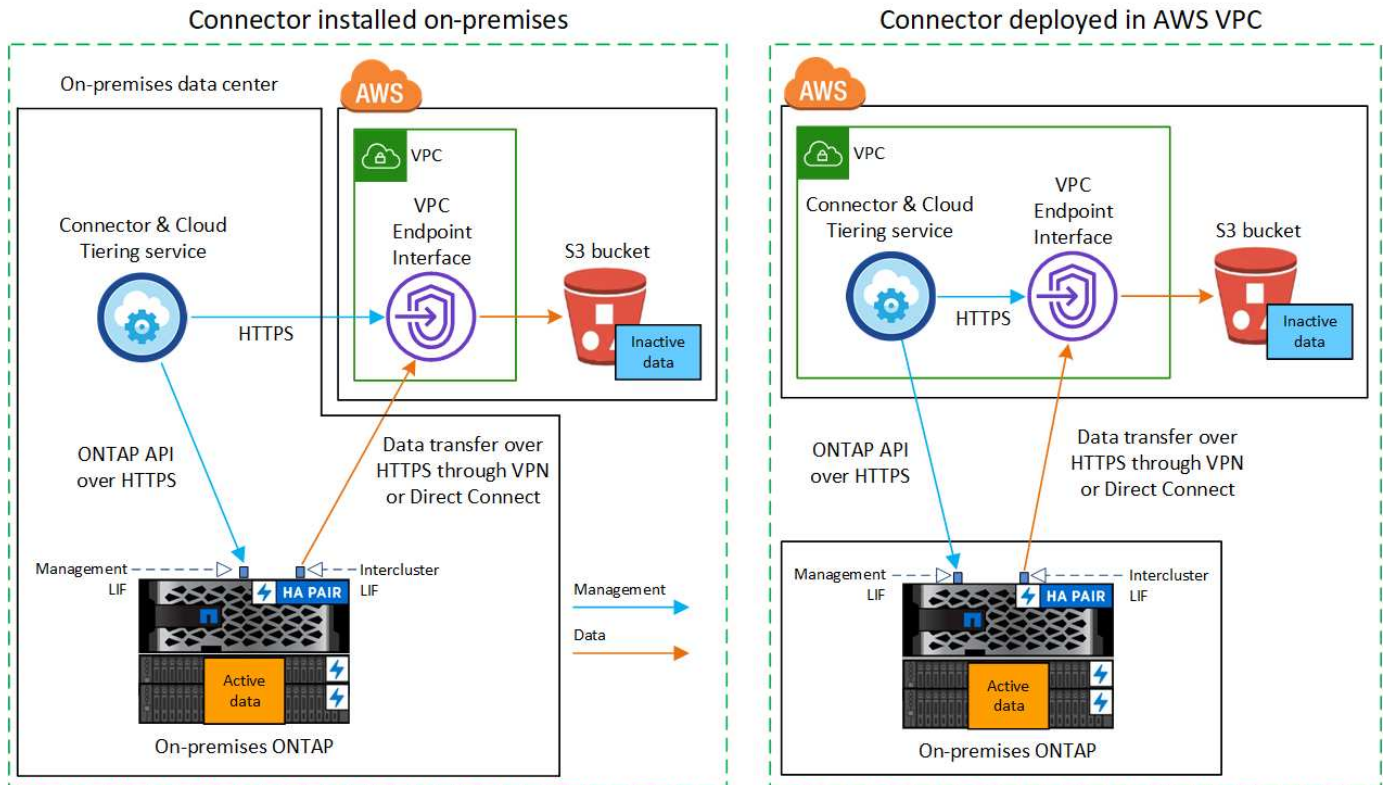 Connector installed on-premises
On-premises data center
AWS
VPC
VPC
Endpoint
Interface
Connector & Cloud
Tiering service
S3 bucket
HTTPS
Inactive
data
ONTAP API
over HTTPS
Data transfer over
HTTPS through VPN
or Direct Connect
Management
LIF
Intercluster
LIF
HA PAIR
Management
Data
Active
data
On-premises ONTAP
Connector deployed in AWS VPC
AWS
VPC
VPC
Endpoint
Interface
Connector & Cloud
Tiering service
S3 bucket
HTTPS
Inactive
data
ONTAP API
over HTTPS
Data transfer over
HTTPS through VPN
or Direct Connect
Management
LIF
Intercluster
LIF
HA PAIR
Active
data
On-premises ONTAP